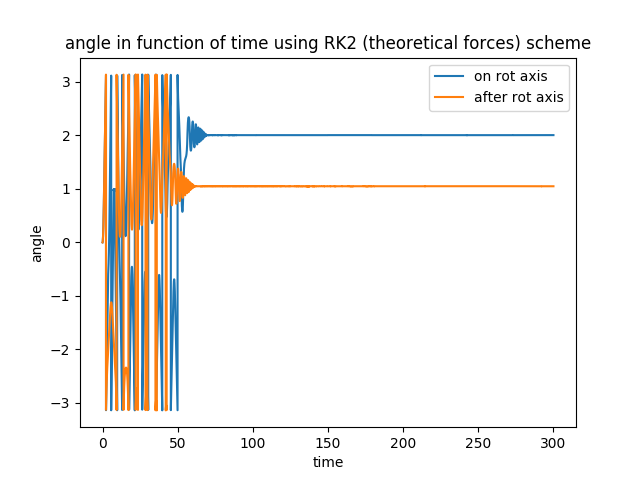 angle in function of time using RK2 (theoretical forces) scheme
on rot axis
after rot axis
3
2
1
0
−1
−2
−3
angle
0
50
100
150
200
250
300
time